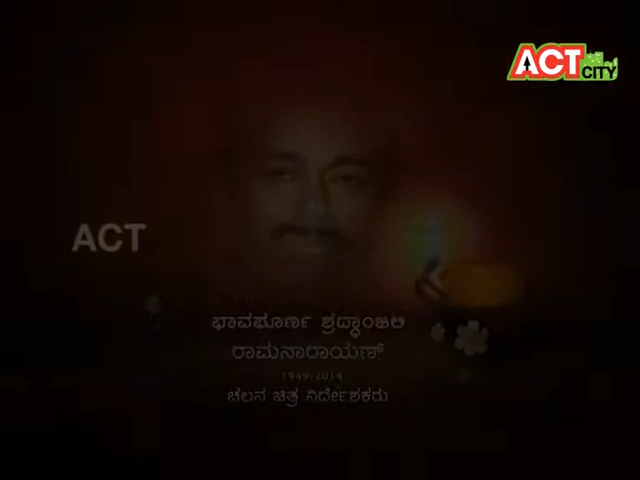 ACT
CITY
ACT
ಭಾವಪೂರ್ಣ ಶ್ರದ್ಧಾಂಜಲಿ
ರಾಮನಾರಾಯಣ್
1949-2014
ಚಲನ ಚಿತ್ರ ನಿರ್ದೇಶಕರು